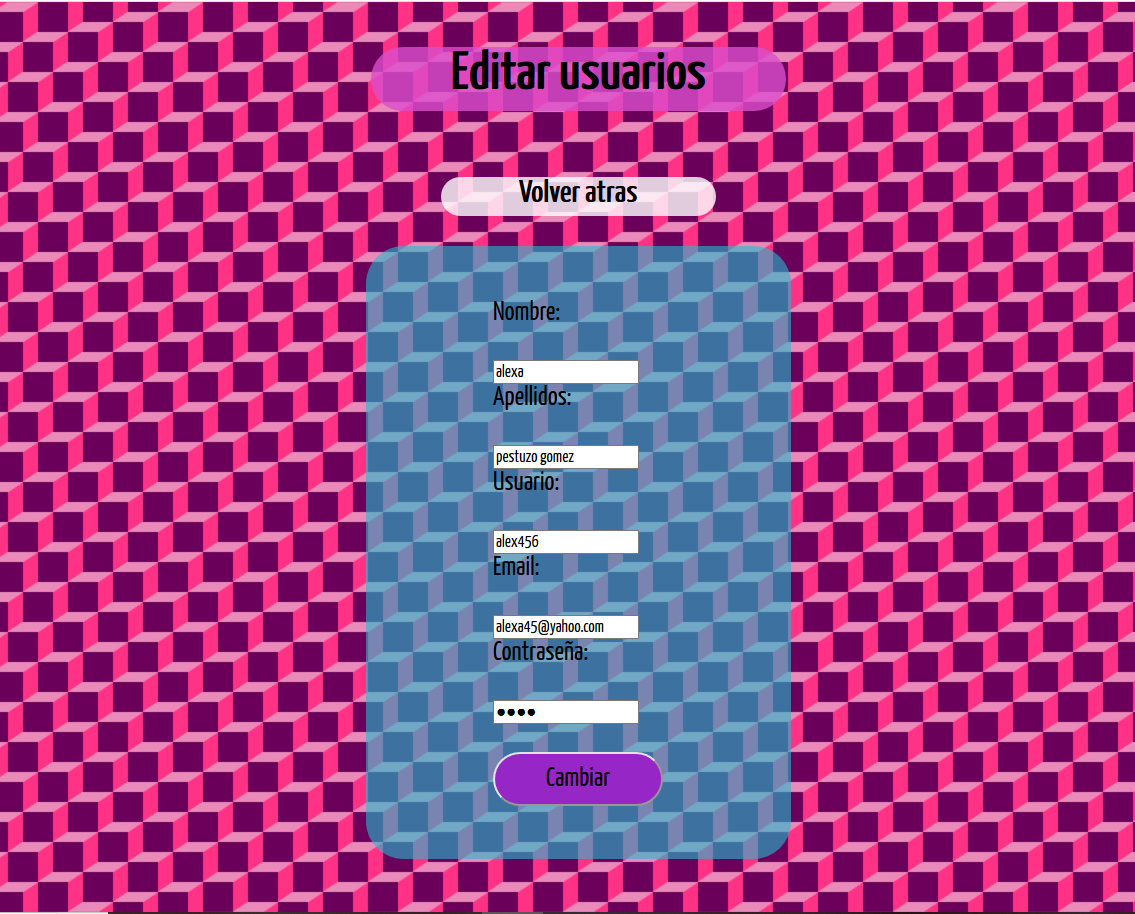 Editar usuarios
Volver atras
Nombre:
alexa
Apellidos:
pestuzo gomez
Usuario:
alex456
Email:
alexa45@yahoo.com
Contraseña:
••••
Cambiar